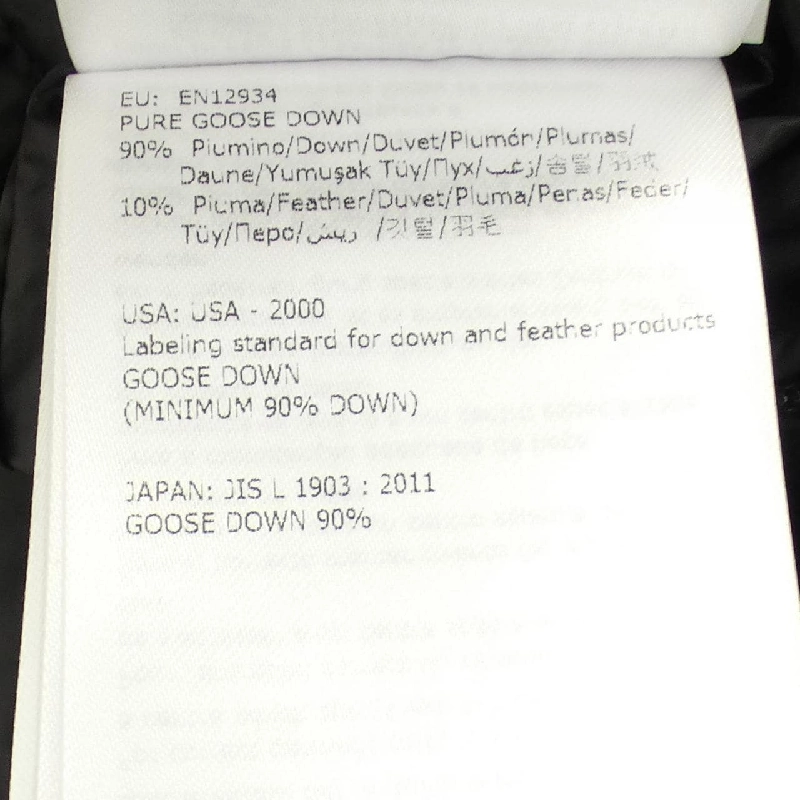 EU: EN12934
PURE GOOSE DOWN
90% Piumino/Down/Duvet/Plumón/Plumas/
Daune/Yumuşak Tüy/Пух/زغب/솜털/羽絨
10% Piuma/Feather/Duvet/Pluma/Penas/Feder/
Tüy/Перо/ريش /깃털/羽毛
USA: USA - 2000
Labeling standard for down and feather products
GOOSE DOWN
(MINIMUM 90% DOWN)
JAPAN: JIS L 1903 : 2011
GOOSE DOWN 90%